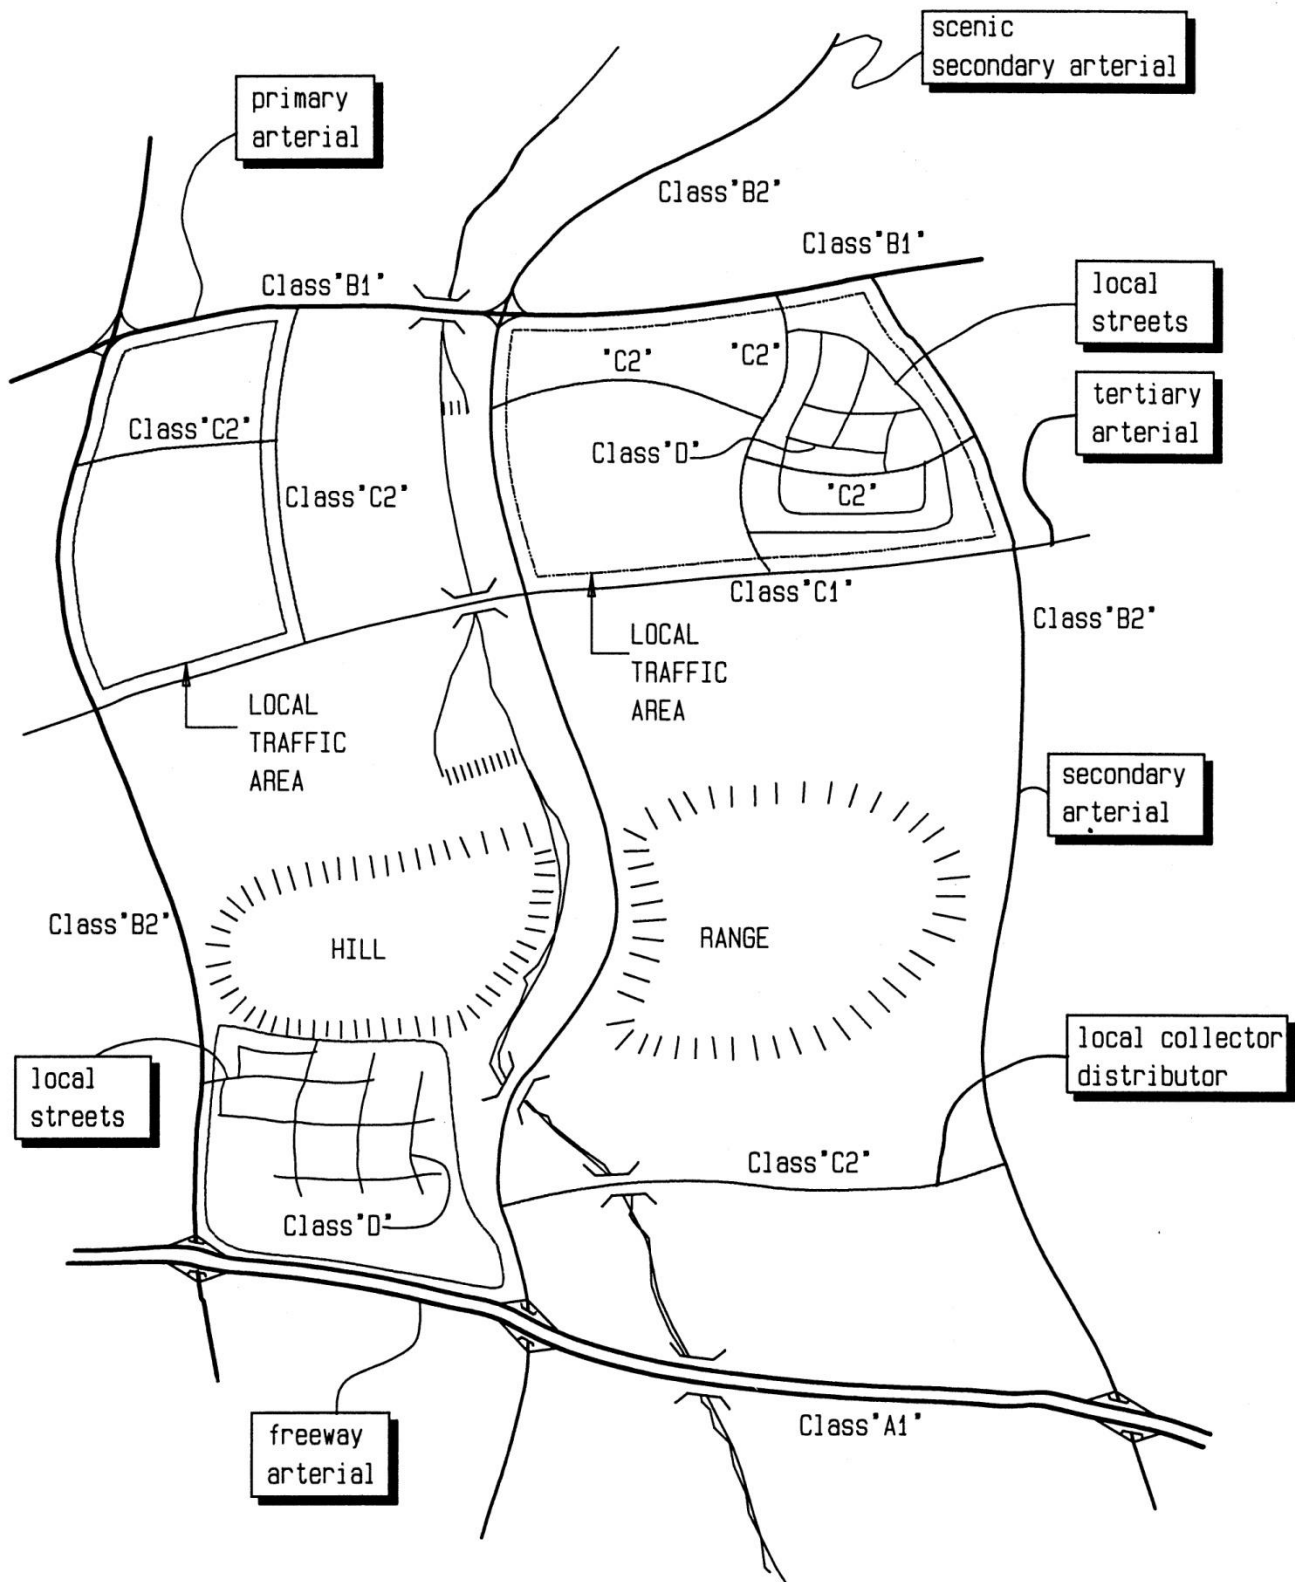 scenic
secondary arterial
primary
arterial
Class"B2"
Class"B1"
Class"B1"
local
streets
"C2"
"C2"
tertiary
arterial
Class"C2"
Class"D"
Class"C2"
"C2"
Class"C1"
Class"B2"
LOCAL
TRAFFIC
AREA
LOCAL
TRAFFIC
AREA
secondary
arterial
Class"B2"
HILL
RANGE
local collector
distributor
local
streets
Class"C2"
Class"D"
Class"A1"
freeway
arterial